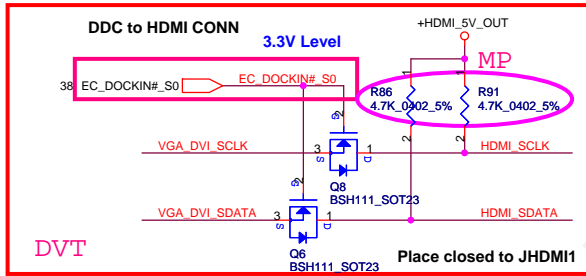 DDC to HDMI CONN
+HDMI_5V_OUT
3.3V Level
MP
38 EC_DOCKIN#_S0
EC_DOCKIN#_S0
1
1
R86
4.7K_0402_5%
R91
4.7K_0402_5%
2
2
2
G
VGA_DVI_SCLK
3
S
1
D
HDMI_SCLK
Q8
BSH111_SOT23
2
G
VGA_DVI_SDATA
3
S
1
D
HDMI_SDATA
Q6
BSH111_SOT23
DVT
Place closed to JHDMI1